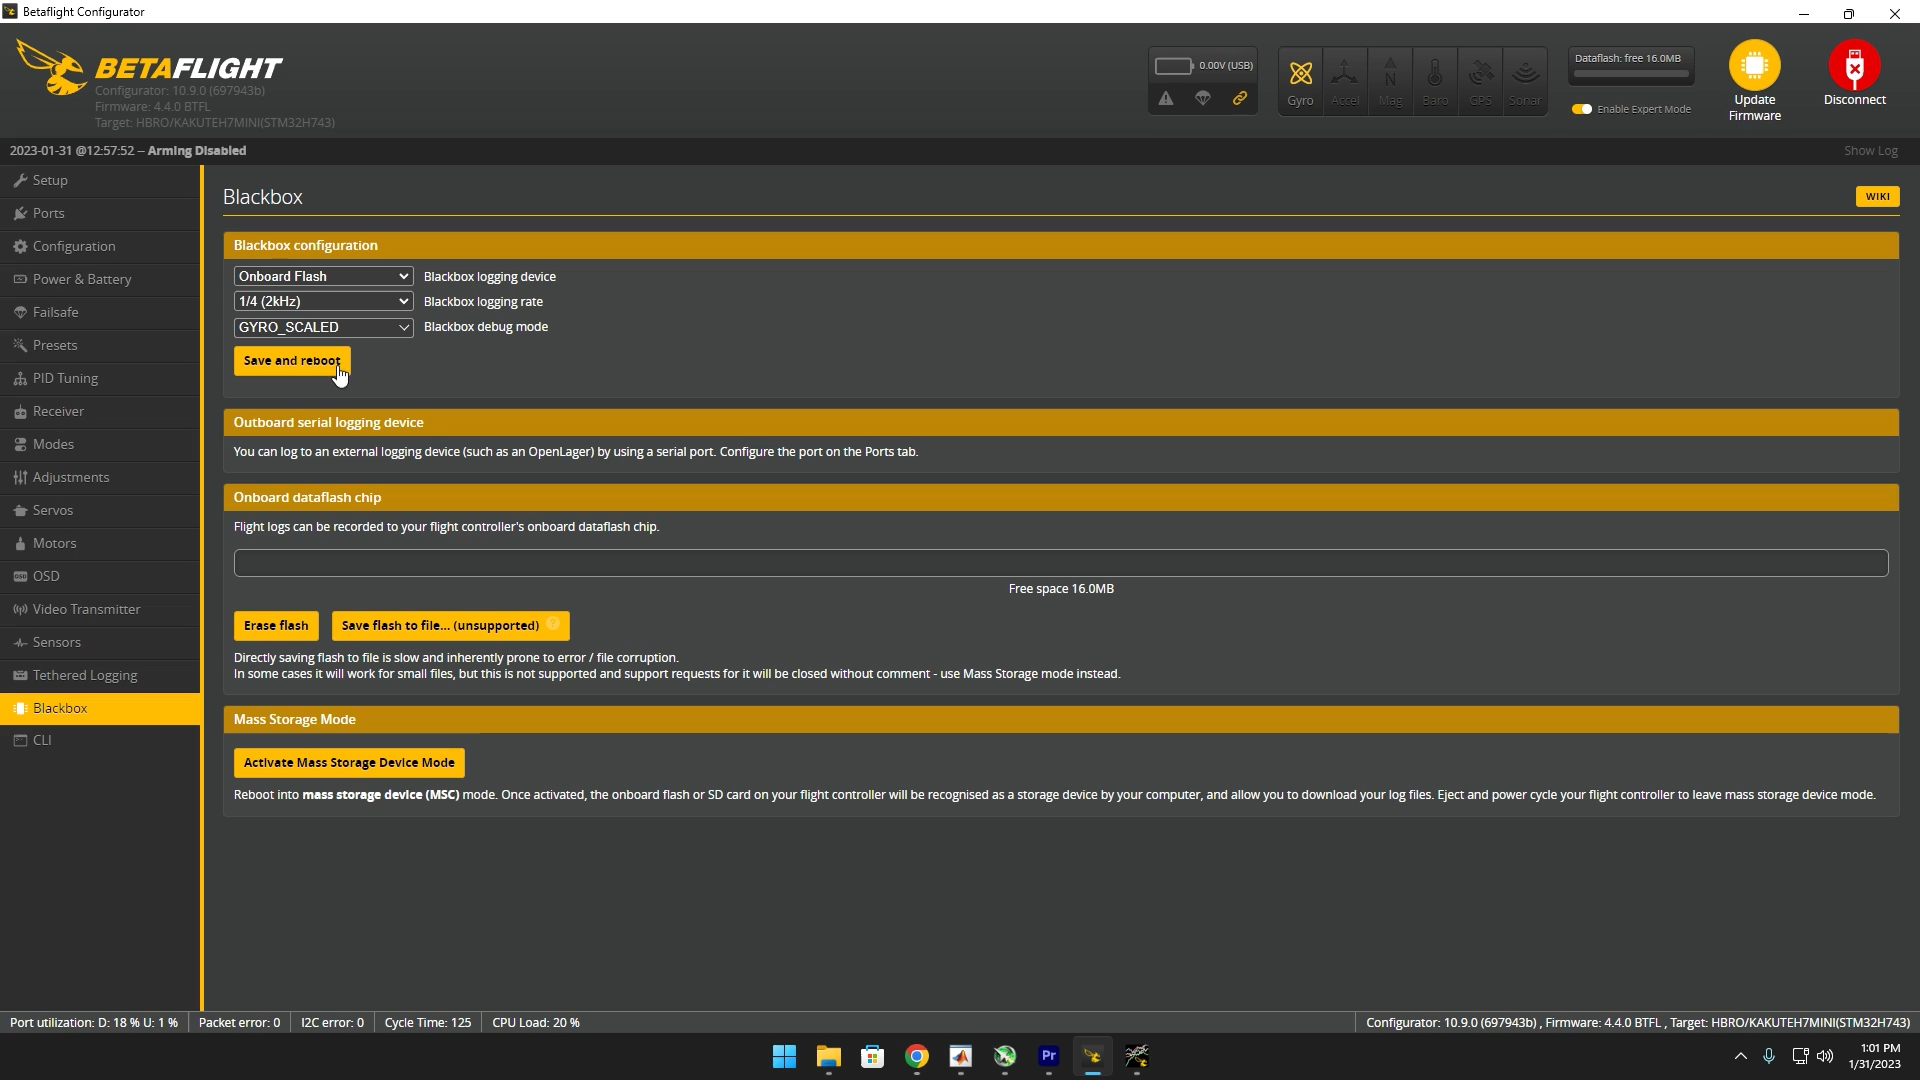 Betaflight Configurator
BETAFLIGHT
Configurator: 10.9.0 (697943b)
Firmware: 4.4.0 BTFL
Target: HBRO/KAKUTEH7MINI(STM32H743)
0.00V (USB)
Gyro
Accel
Mag
Baro
GPS
Sonar
Dataflash: free 16.0MB
Enable Expert Mode
Update
Firmware
Disconnect
2023-01-31 @12:57:52 -- Arming Disabled
Show Log
Setup
Ports
Configuration
Power & Battery
Failsafe
Presets
PID Tuning
Receiver
Modes
Adjustments
Servos
Motors
OSD
Video Transmitter
Sensors
Tethered Logging
Blackbox
CLI
Blackbox
WIKI
Blackbox configuration
Onboard Flash Blackbox logging device
1/4 (2kHz) Blackbox logging rate
GYRO_SCALED Blackbox debug mode
Save and reboot
Outboard serial logging device
You can log to an external logging device (such as an OpenLager) by using a serial port. Configure the port on the Ports tab.
Onboard dataflash chip
Flight logs can be recorded to your flight controller's onboard dataflash chip.
Free space 16.0MB
Erase flash
Save flash to file... (unsupported) ?
Directly saving flash to file is slow and inherently prone to error / file corruption.
In some cases it will work for small files, but this is not supported and support requests for it will be closed without comment - use Mass Storage mode instead.
Mass Storage Mode
Activate Mass Storage Device Mode
Reboot into mass storage device (MSC) mode. Once activated, the onboard flash or SD card on your flight controller will be recognised as a storage device by your computer, and allow you to download your log files. Eject and power cycle your flight controller to leave mass storage device mode.
Port utilization: D: 18 % U: 1 %
Packet error: 0
I2C error: 0
Cycle Time: 125
CPU Load: 20 %
Configurator: 10.9.0 (697943b) , Firmware: 4.4.0 BTFL , Target: HBRO/KAKUTEH7MINI(STM32H743)
Pr
1:01 PM
1/31/2023